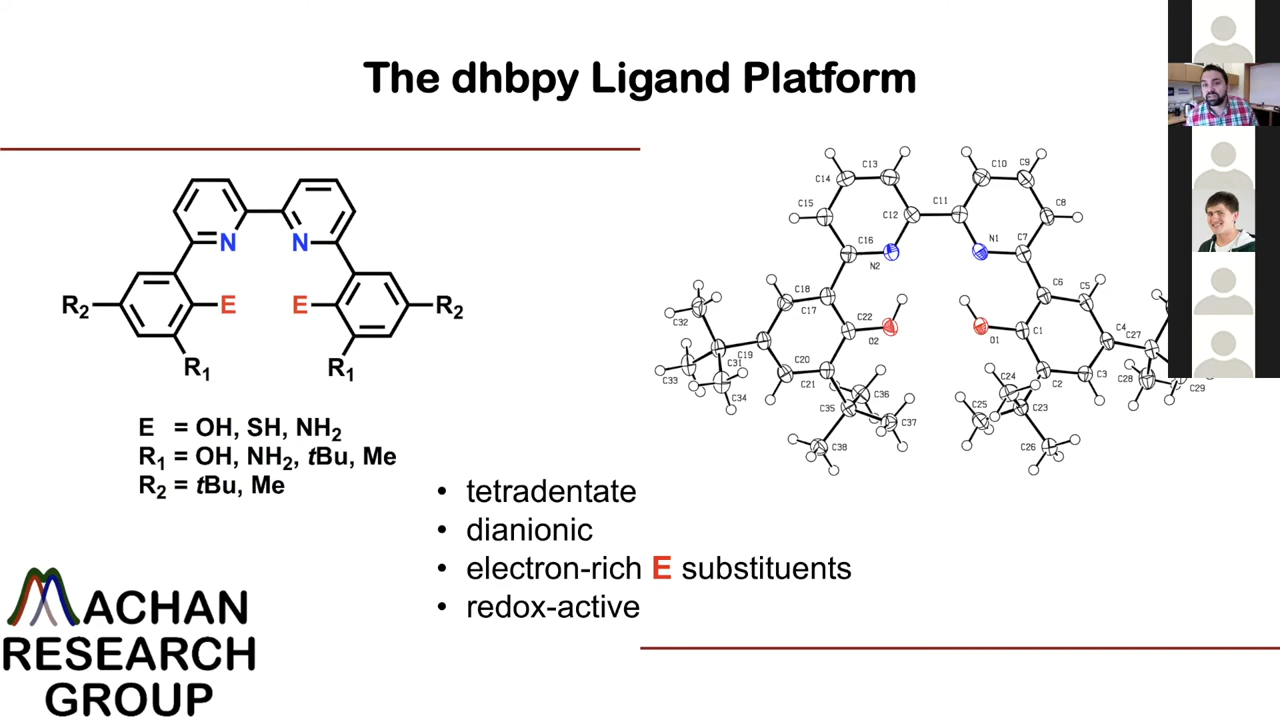 The dhbpy Ligand Platform
N N
E E
R2 R2
R1 R1
E = OH, SH, NH2
R1 = OH, NH2, tBu, Me
R2 = tBu, Me
C13 C10 C9
C14
C15 C12 C11 C8
C16 N2 N1 C7
C18 C6 C5
C32 C17 C22 O2 O1 C1 C4 C27
C19 C31 C20 C21 C24 C2 C3 C28 C29
C33 C34 C36 C25 C23
C35 C37 C38 C26
• tetradentate
• dianionic
• electron-rich E substituents
• redox-active
MACHAN
RESEARCH
GROUP